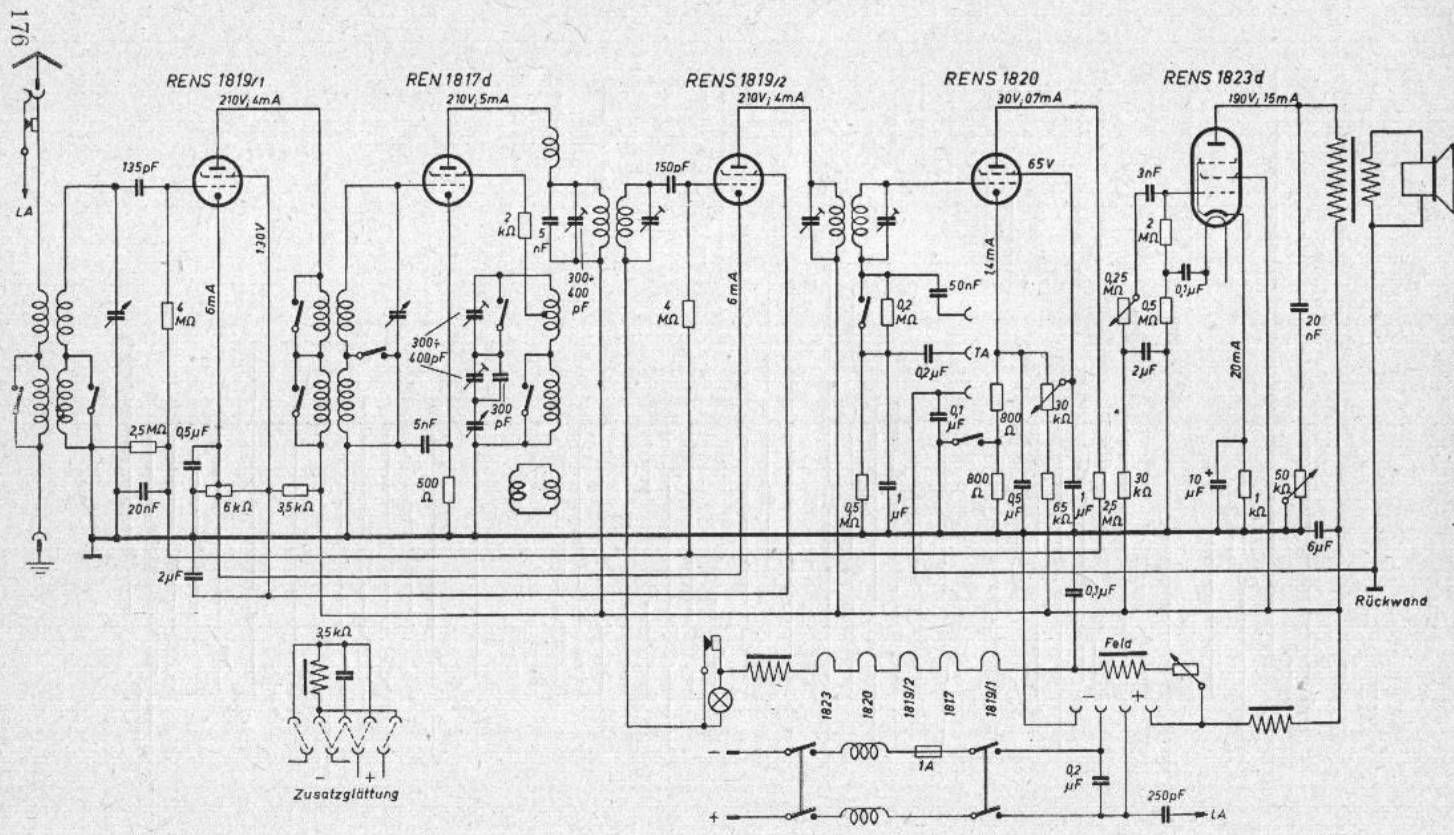 176
RENS 1819/1
210V, 4mA
REN 1817d
210V, 5mA
RENS 1819/2
210V, 4mA
RENS 1820
30V, 0,7mA
RENS 1823d
190V, 15mA
135pF
150pF
65V
3nF
LA
130V
2
kΩ
5
nF
2
MΩ
300÷
400
pF
50nF
1,4mA
0,25
MΩ
0,1µF
4
MΩ
6mA
4
MΩ
6mA
0,2
MΩ
0,5
MΩ
20
nF
300÷
400pF
TA
0,2µF
2µF
20mA
300
pF
0,1
µF
800
Ω
30
kΩ
2,5MΩ
0,5µF
5nF
20nF
6kΩ
3,5kΩ
500
Ω
0,5
MΩ
1
µF
800
Ω
0,5
µF
65
kΩ
1
µF
2,5
MΩ
30
kΩ
10
µF
+
1
kΩ
50
kΩ
6µF
2µF
0,1µF
Rückwand
3,5kΩ
Feld
1823
1820
1819/2
1817
1819/1
−
+
−
1A
0,2
µF
250pF
+
LA
−
+
Zusatzglättung